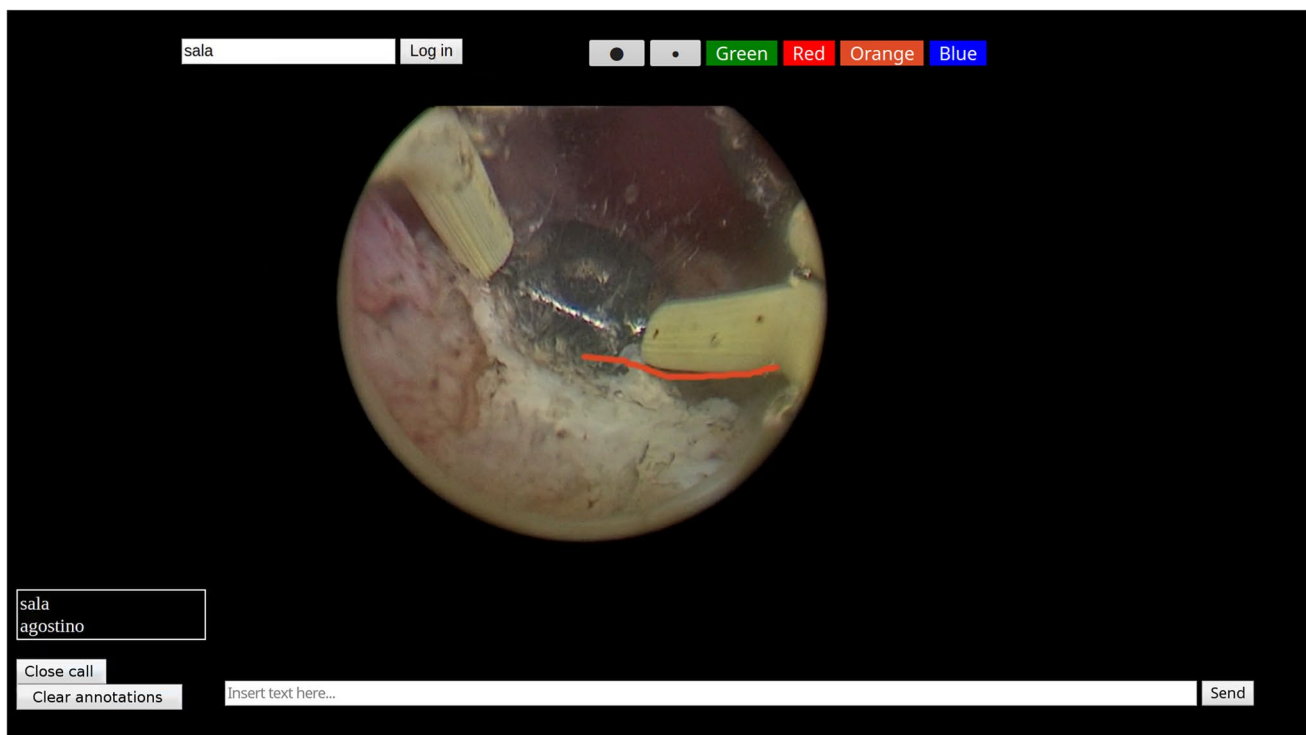 sala Log in Green Red Orange Blue
sala
agostino
Close call
Clear annotations
Insert text here... Send